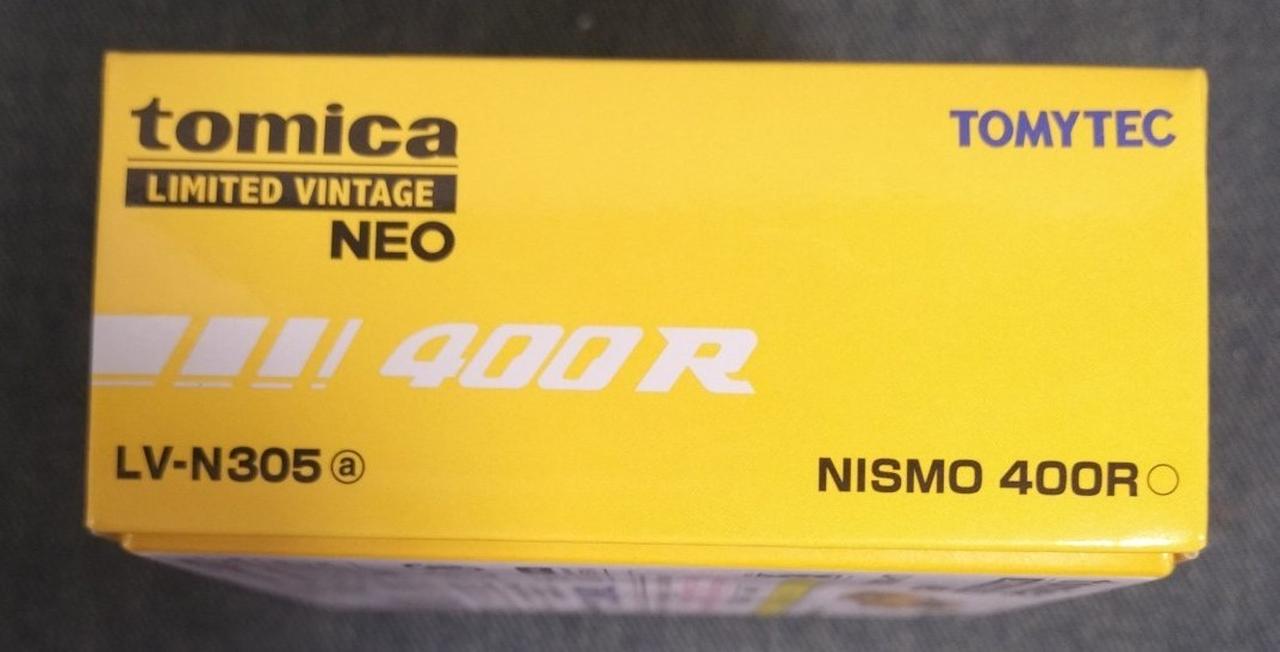 tomica
LIMITED VINTAGE
NEO
TOMYTEC
400R
LV-N305ⓐ
NISMO 400R○